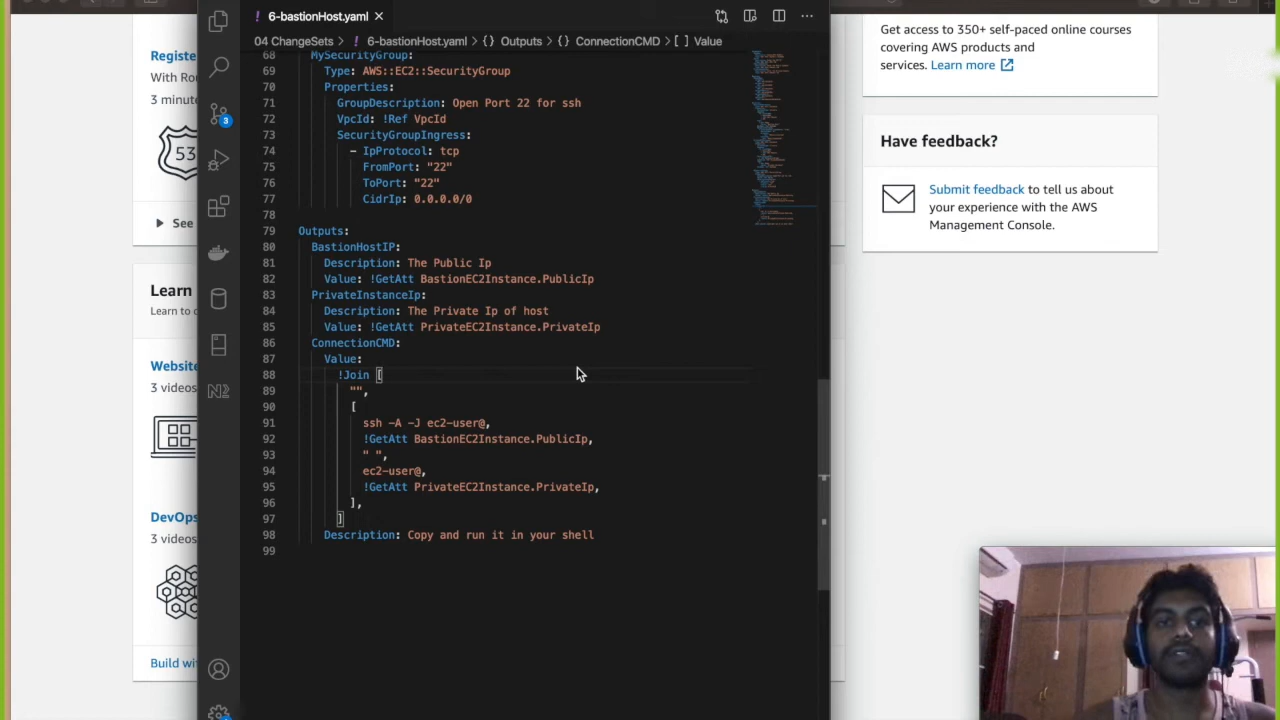 6-bastionHost.yaml
04 ChangeSets > 6-bastionHost.yaml > {} Outputs > {} ConnectionCMD > [ ] Value
68 MySecurityGroup:
69 Type: AWS::EC2::SecurityGroup
70 Properties:
71 GroupDescription: Open Port 22 for ssh
72 VpcId: !Ref VpcId
73 SecurityGroupIngress:
74 - IpProtocol: tcp
75 FromPort: "22"
76 ToPort: "22"
77 CidrIp: 0.0.0.0/0
78
79 Outputs:
80 BastionHostIP:
81 Description: The Public Ip
82 Value: !GetAtt BastionEC2Instance.PublicIp
83 PrivateInstanceIp:
84 Description: The Private Ip of host
85 Value: !GetAtt PrivateEC2Instance.PrivateIp
86 ConnectionCMD:
87 Value:
88 !Join [
89 "",
90 [
91 ssh -A -J ec2-user@,
92 !GetAtt BastionEC2Instance.PublicIp,
93 " ",
94 ec2-user@,
95 !GetAtt PrivateEC2Instance.PrivateIp,
96 ],
97 ]
98 Description: Copy and run it in your shell
99
3
Register
With Rou
3 minute
53
See
Learn
Learn to
Website
3 videos
DevOps
3 videos
Build with
Get access to 350+ self-paced online courses
covering AWS products and
services. Learn more
Have feedback?
Submit feedback to tell us about
your experience with the AWS
Management Console.